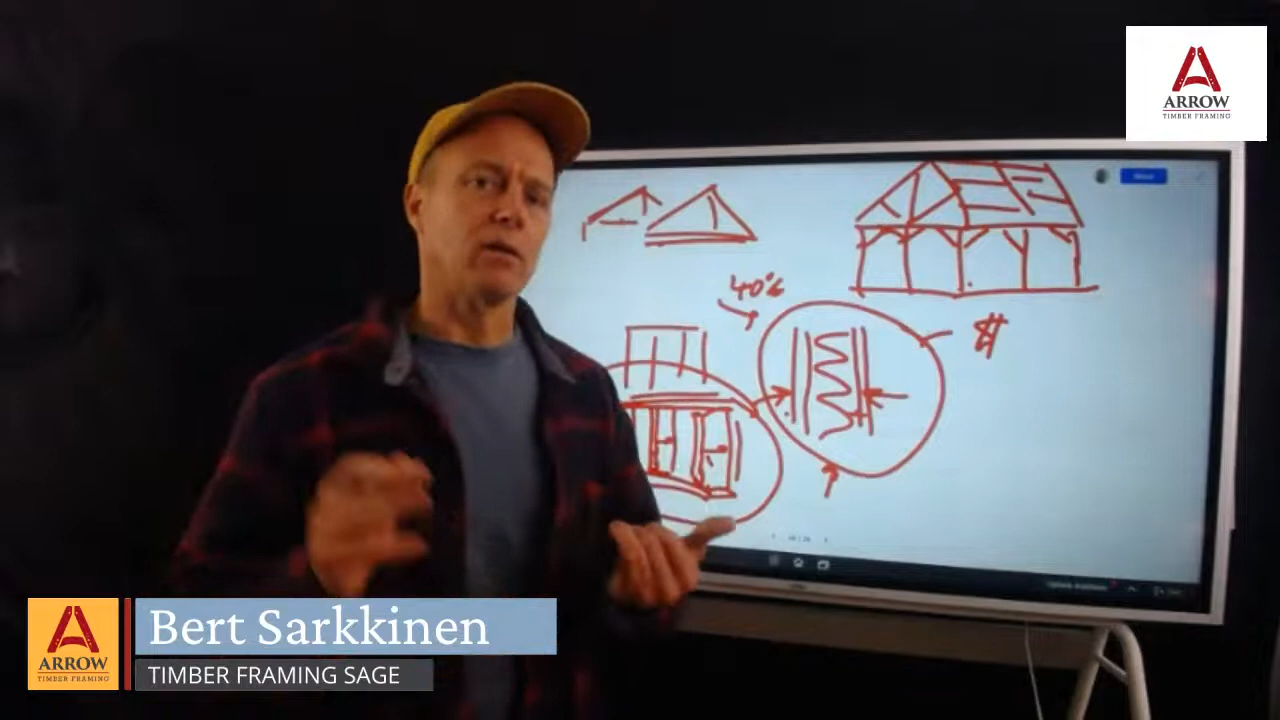 ARROW
TIMBER FRAMING
40%
$
Bert Sarkkinen
TIMBER FRAMING SAGE
ARROW
TIMBER FRAMING